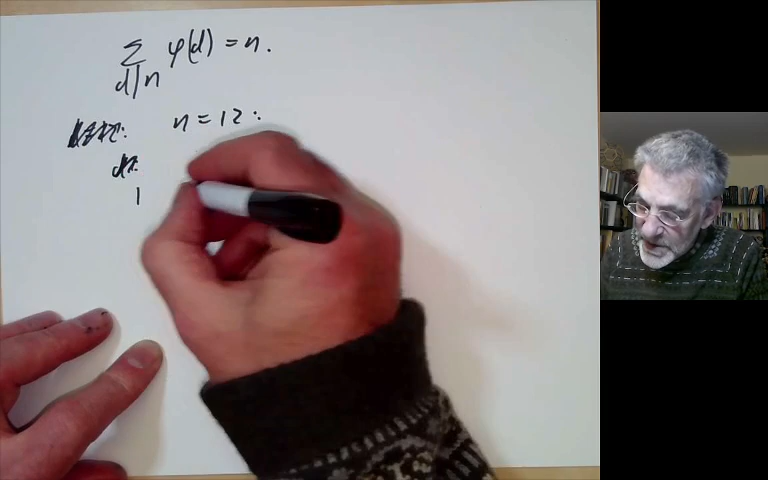 ∑ φ(d) = n.
d|n
n = 12:
1